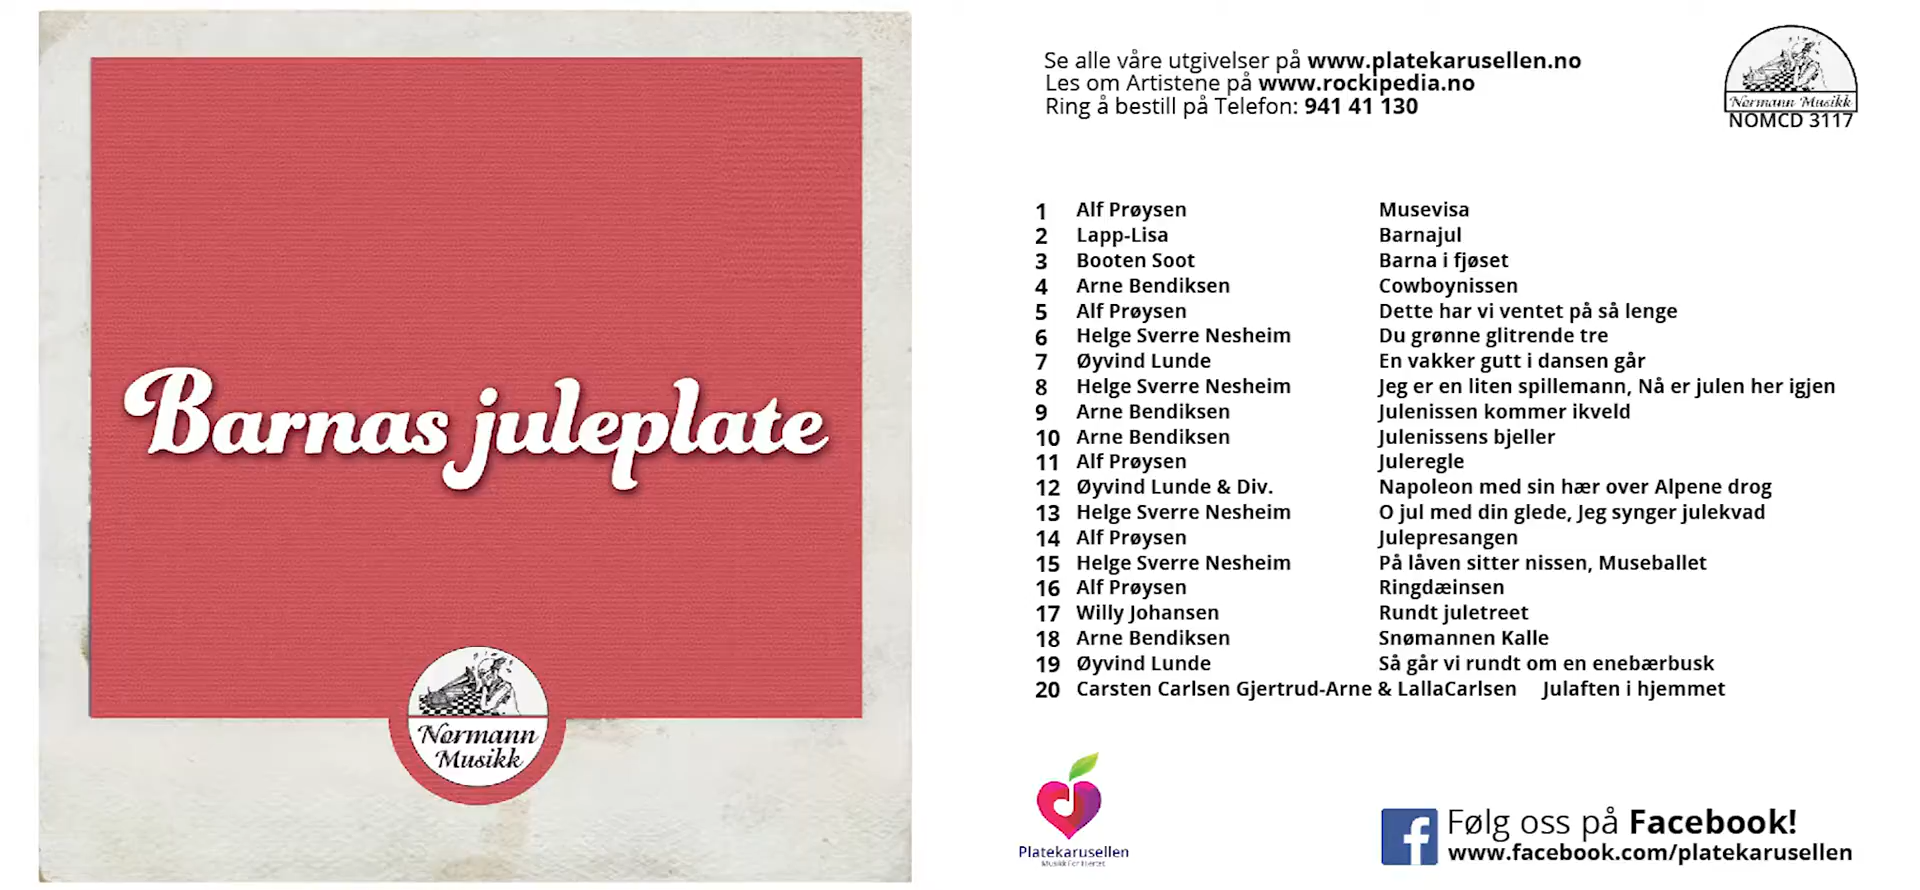 Barnas juleplate
Normann
Musikk
Se alle våre utgivelser på www.platekarusellen.no
Les om Artistene på www.rockipedia.no
Ring å bestill på Telefon: 941 41 130
Normann Musikk
NOMCD 3117
1 Alf Prøysen Musevisa
2 Lapp-Lisa Barnajul
3 Booten Soot Barna i fjøset
4 Arne Bendiksen Cowboynissen
5 Alf Prøysen Dette har vi ventet på så lenge
6 Helge Sverre Nesheim Du grønne glitrende tre
7 Øyvind Lunde En vakker gutt i dansen går
8 Helge Sverre Nesheim Jeg er en liten spillemann, Nå er julen her igjen
9 Arne Bendiksen Julenissen kommer ikveld
10 Arne Bendiksen Julenissens bjeller
11 Alf Prøysen Juleregle
12 Øyvind Lunde & Div. Napoleon med sin hær over Alpene drog
13 Helge Sverre Nesheim O jul med din glede, Jeg synger julekvad
14 Alf Prøysen Julepresangen
15 Helge Sverre Nesheim På låven sitter nissen, Museballet
16 Alf Prøysen Ringdæinsen
17 Willy Johansen Rundt juletreet
18 Arne Bendiksen Snømannen Kalle
19 Øyvind Lunde Så går vi rundt om en enebærbusk
20 Carsten Carlsen Gjertrud-Arne & LallaCarlsen Julaften i hjemmet
Platekarusellen
Musikk For Hjertet
Følg oss på Facebook!
www.facebook.com/platekarusellen